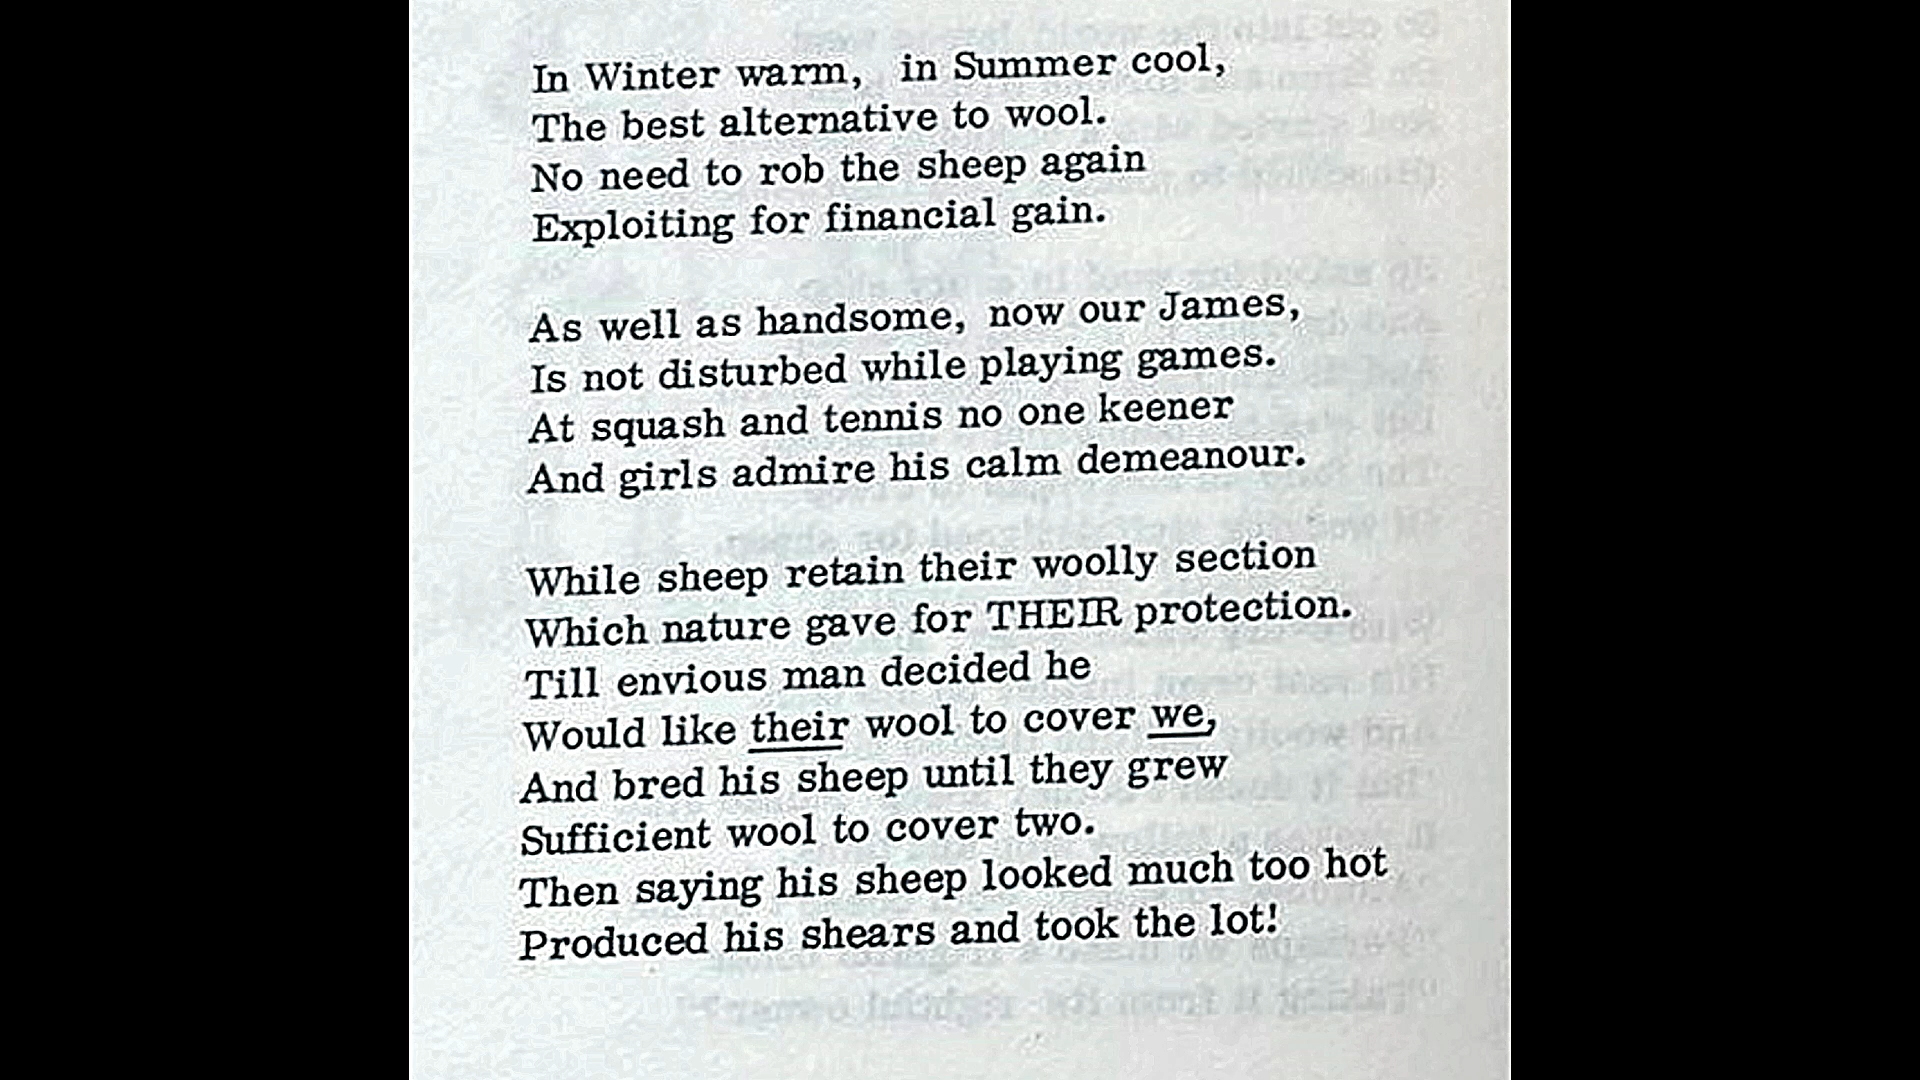 In Winter warm, in Summer cool,
The best alternative to wool.
No need to rob the sheep again
Exploiting for financial gain.
As well as handsome, now our James,
Is not disturbed while playing games.
At squash and tennis no one keener
And girls admire his calm demeanour.
While sheep retain their woolly section
Which nature gave for THEIR protection.
Till envious man decided he
Would like their wool to cover we,
And bred his sheep until they grew
Sufficient wool to cover two.
Then saying his sheep looked much too hot
Produced his shears and took the lot!